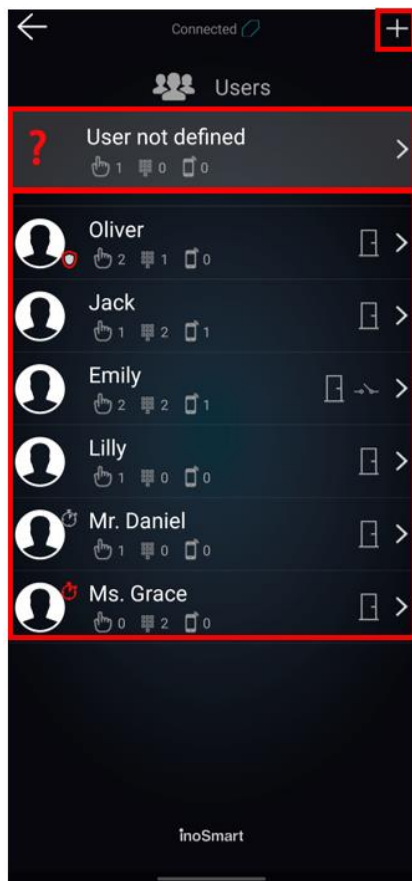 Connected
Users
?
User not defined
1 0 0
Oliver
2 1 0
Jack
1 2 1
Emily
2 2 1
Lilly
1 0 0
Mr. Daniel
1 0 0
Ms. Grace
0 2 0
inoSmart